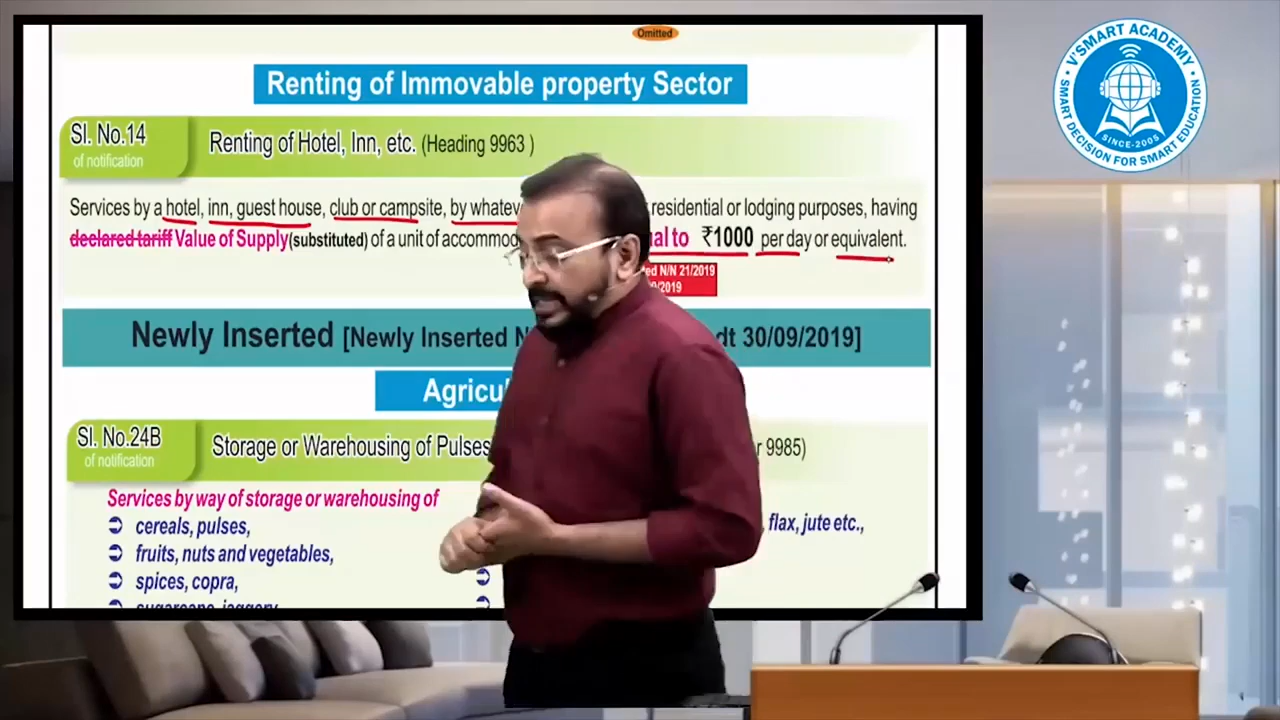 Omitted
Renting of Immovable property Sector
Sl. No.14
of notification
Renting of Hotel, Inn, etc. (Heading 9963 )
Services by a hotel, inn, guest house, club or campsite, by residential or lodging purposes, having
declared tariff Value of Supply(substituted) of a unit of to ₹1000 per day or equivalent.
N/N 21/2019
/2019
Newly Inserted [Newly Inserted dt 30/09/2019]
Sl. No.24B
of notification
Storage or Warehousing of Pulses 9985)
Services by way of storage or warehousing of
➲ cereals, pulses,
flax, jute etc.,
➲ fruits, nuts and vegetables,
➲ spices, copra,
sugarcane, jaggery
V'SMART ACADEMY
SINCE-2005
SMART DECISION FOR SMART EDUCATION